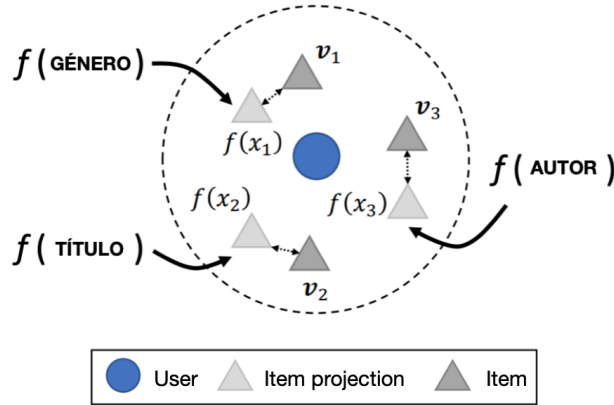 f ( GÉNERO )
v₁
f(x₁)
v₃
f ( AUTOR )
f(x₂)
f(x₃)
f ( TÍTULO )
v₂
User Item projection Item